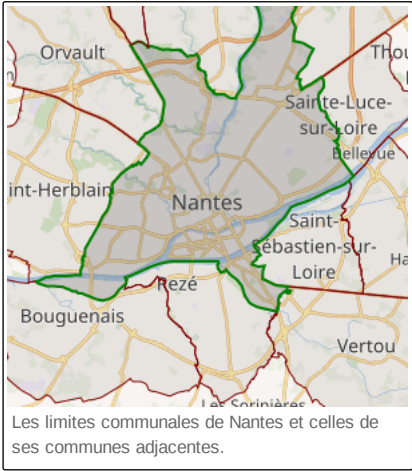 Orvault
Thou
Sainte-Luce-
sur-Loire
Bellevue
int-Herblain
Nantes
Saint-
Sébastien-sur-
Loire
Ha
Rezé
Bouguenais
Vertou
Les Sorinières
Les limites communales de Nantes et celles de
ses communes adjacentes.